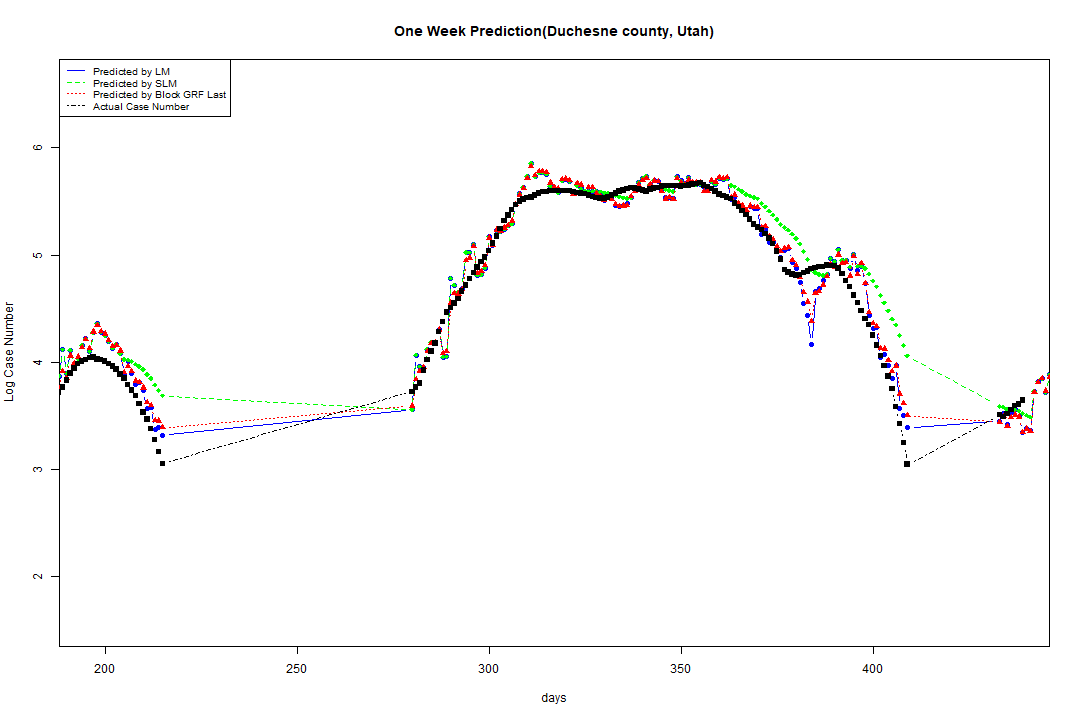 One Week Prediction(Duchesne county, Utah)
Predicted by LM
Predicted by SLM
Predicted by Block GRF Last
Actual Case Number
6
5
4
3
2
Log Case Number
200 250 300 350 400
days